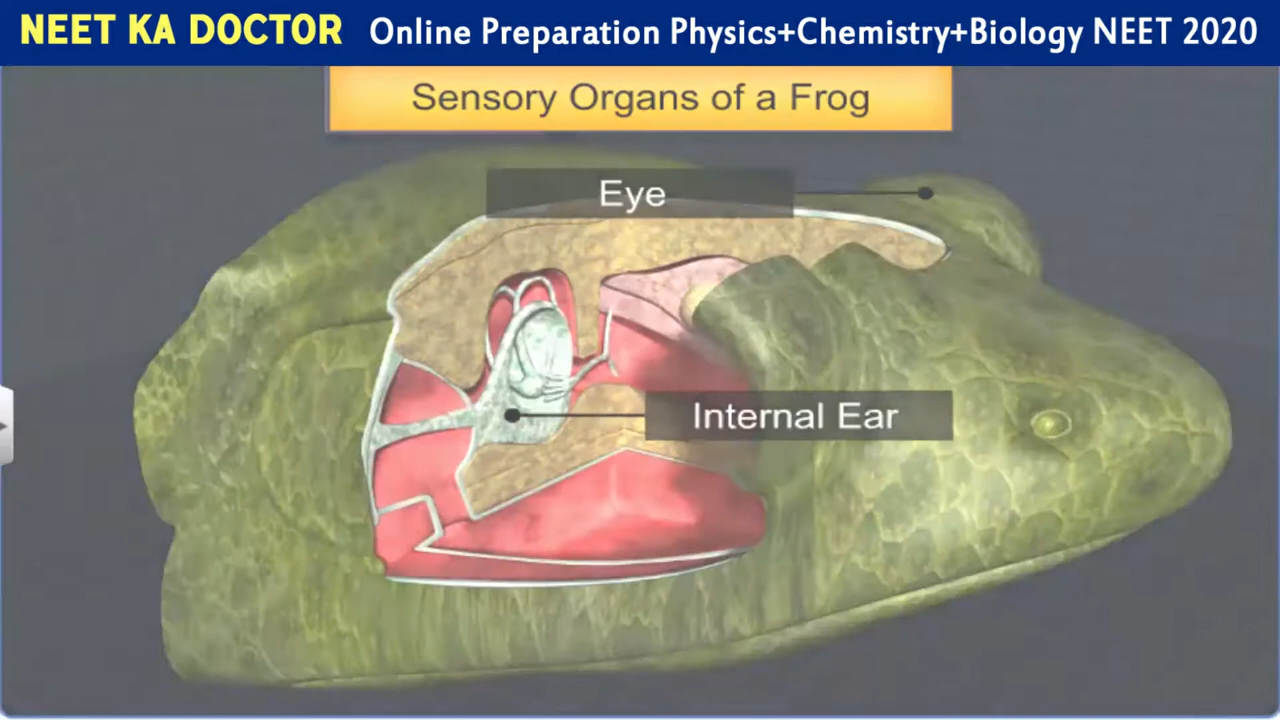 NEET KA DOCTOR Online Preparation Physics+Chemistry+Biology NEET 2020
Sensory Organs of a Frog
Eye
Internal Ear